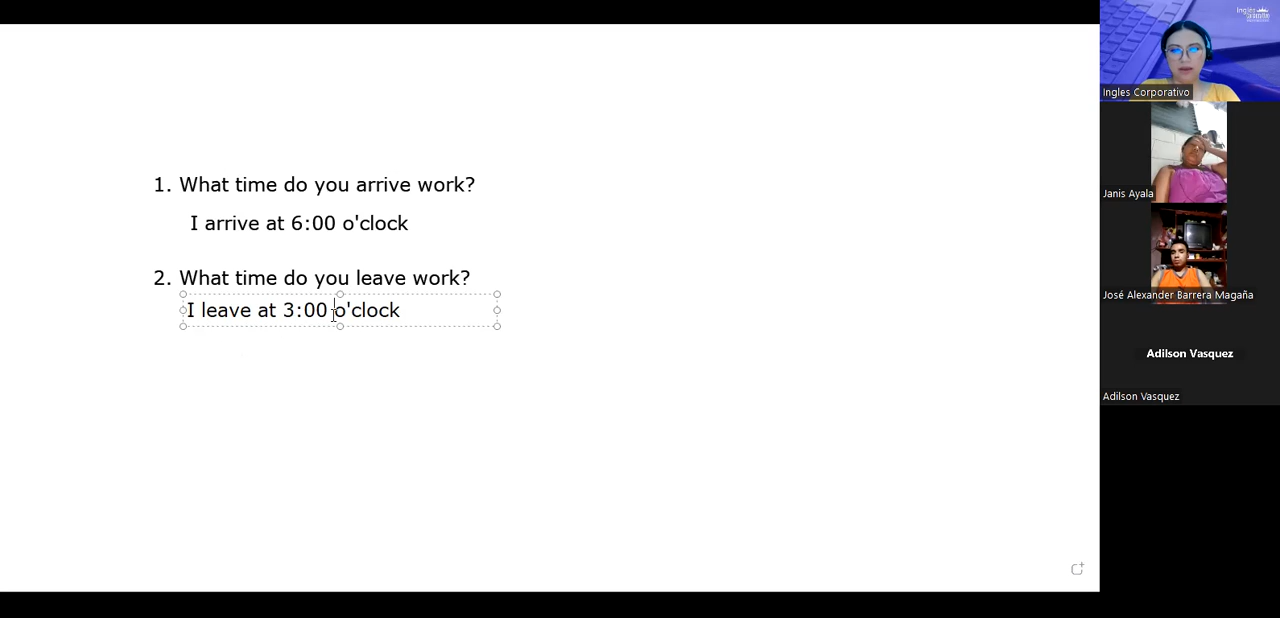 1. What time do you arrive work?
I arrive at 6:00 o'clock
2. What time do you leave work?
I leave at 3:00 o'clock
Ingles Corporativo
Janis Ayala
José Alexander Barrera Magaña
Adilson Vasquez
Adilson Vasquez